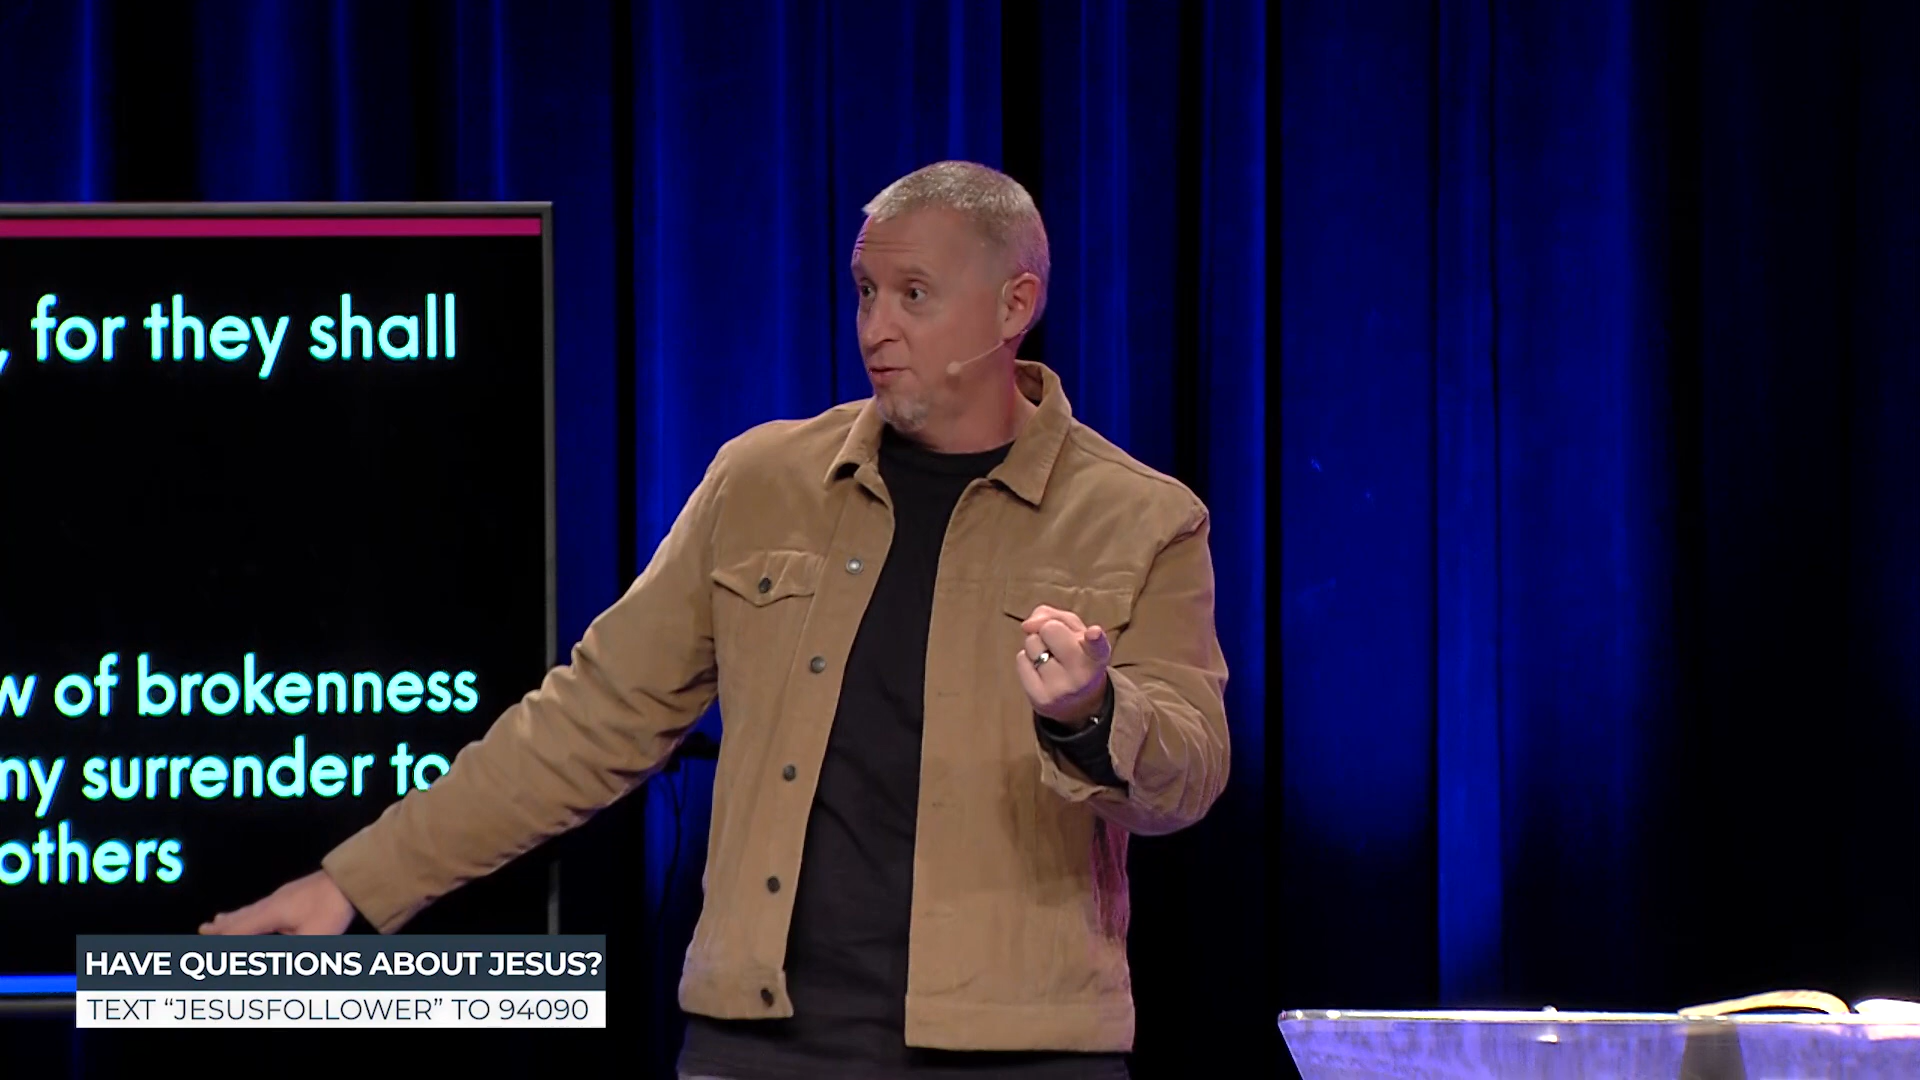 , for they shall
w of brokenness
my surrender to
others
HAVE QUESTIONS ABOUT JESUS?
TEXT “JESUSFOLLOWER” TO 94090